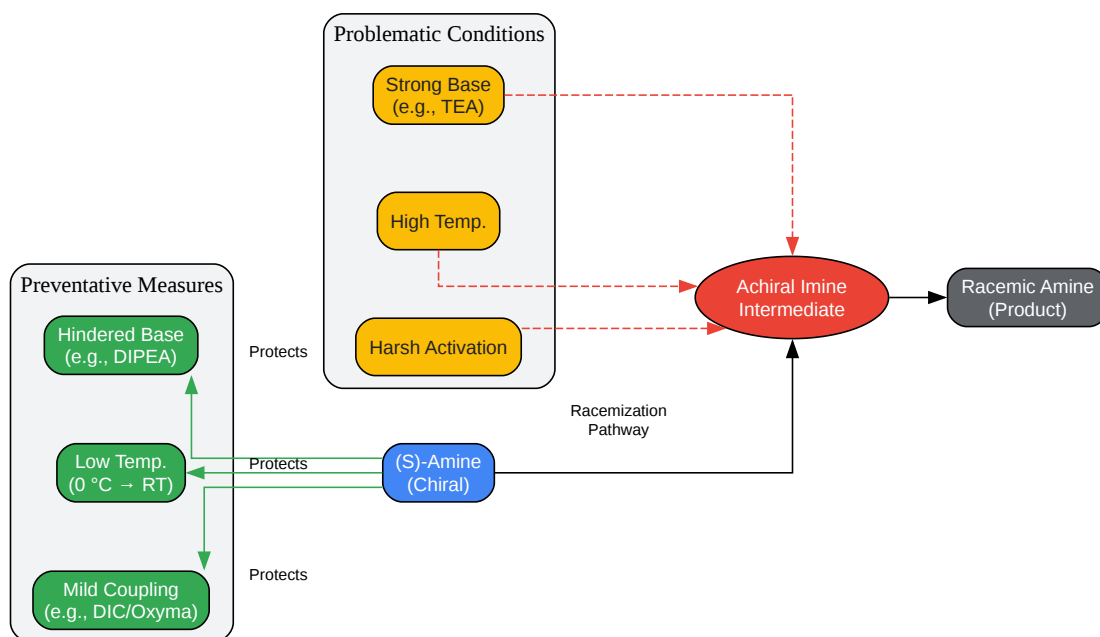 Problematic Conditions
Strong Base
(e.g., TEA)
High Temp.
Harsh Activation
Achiral Imine
Intermediate
Racemic Amine
(Product)
Preventative Measures
Hindered Base
(e.g., DIPEA)
Low Temp.
(0 °C → RT)
Mild Coupling
(e.g., DIC/Oxyma)
Protects
Protects
Protects
(S)-Amine
(Chiral)
Racemization
Pathway